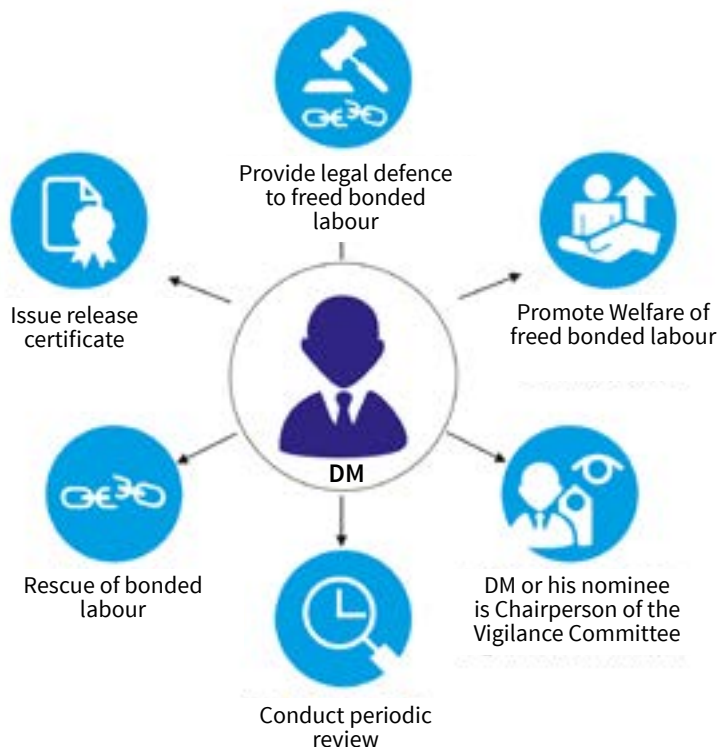 Provide legal defence
to freed bonded
labour
Issue release
certificate
Promote Welfare of
freed bonded labour
DM
Rescue of bonded
labour
DM or his nominee
is Chairperson of the
Vigilance Committee
Conduct periodic
review